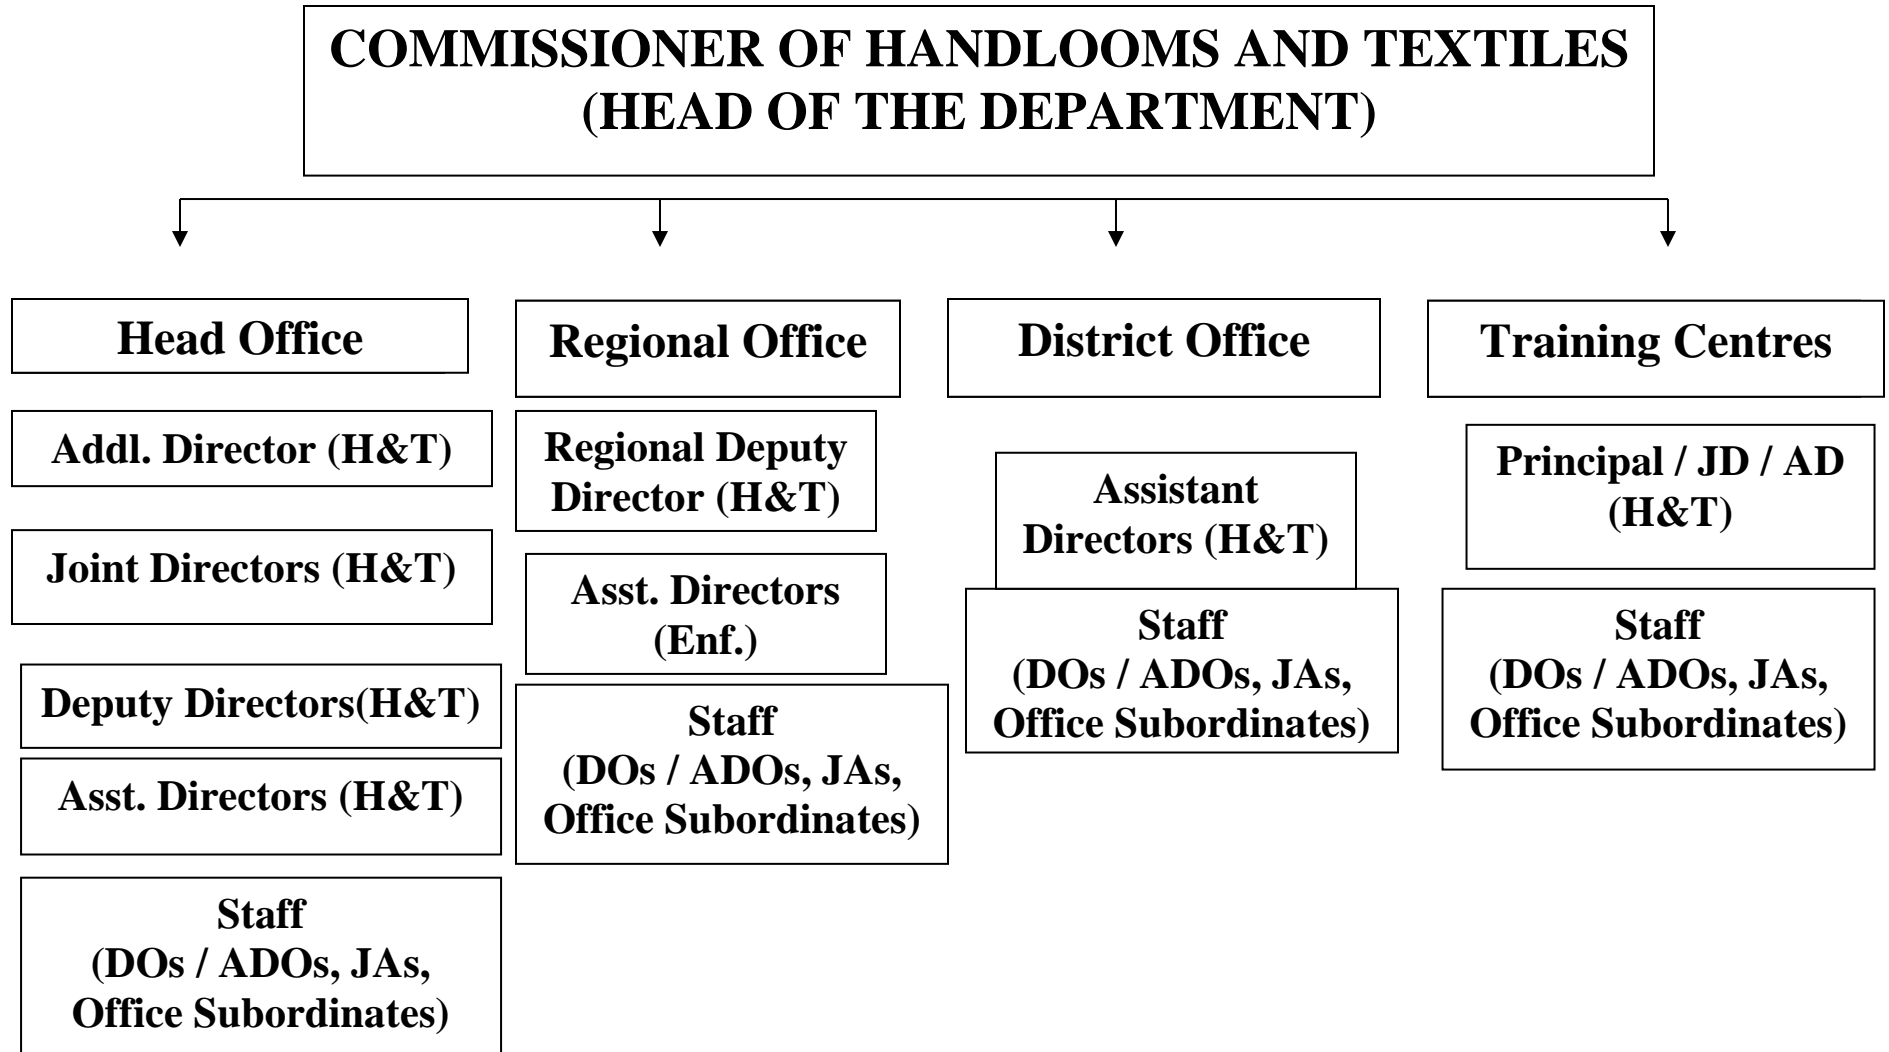 COMMISSIONER OF HANDLOOMS AND TEXTILES
(HEAD OF THE DEPARTMENT)
Head Office
Addl. Director (H&T)
Joint Directors (H&T)
Deputy Directors(H&T)
Asst. Directors (H&T)
Staff
(DOs / ADOs, JAs,
Office Subordinates)
Regional Office
Regional Deputy
Director (H&T)
Asst. Directors
(Enf.)
Staff
(DOs / ADOs, JAs,
Office Subordinates)
District Office
Assistant
Directors (H&T)
Staff
(DOs / ADOs, JAs,
Office Subordinates)
Training Centres
Principal / JD / AD
(H&T)
Staff
(DOs / ADOs, JAs,
Office Subordinates)